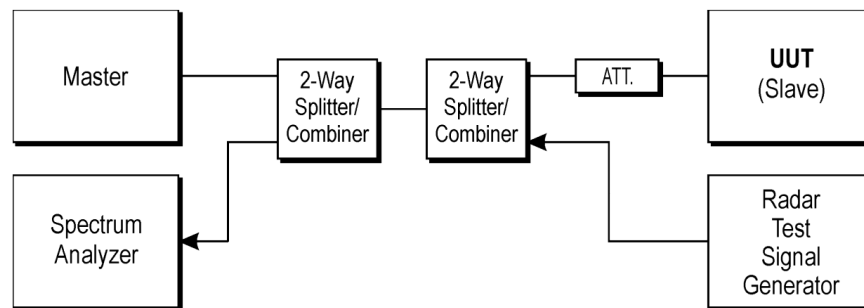 Master
2-Way
Splitter/
Combiner
2-Way
Splitter/
Combiner
ATT.
UUT
(Slave)
Spectrum
Analyzer
Radar
Test
Signal
Generator